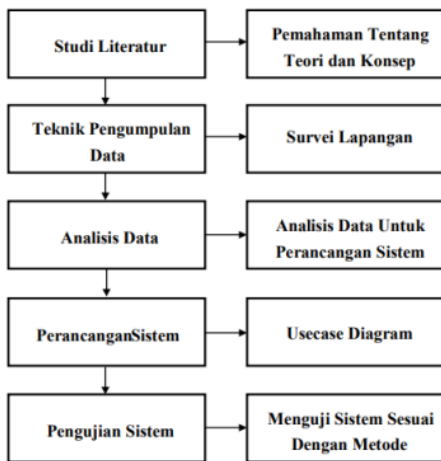 Studi Literatur
Pemahaman Tentang
Teori dan Konsep
Teknik Pengumpulan
Data
Survei Lapangan
Analisis Data
Analisis Data Untuk
Perancangan Sistem
PerancanganSistem
Usecase Diagram
Pengujian Sistem
Menguji Sistem Sesuai
Dengan Metode